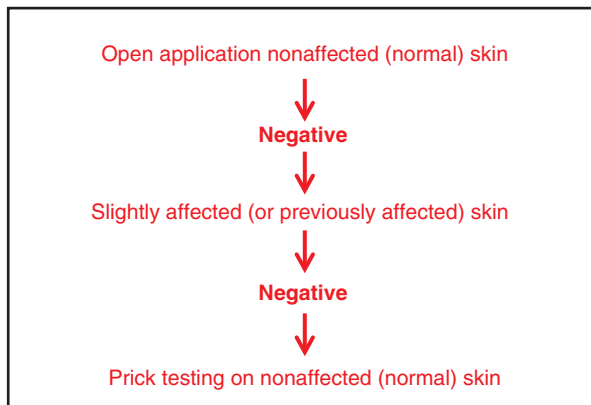 Open application nonaffected (normal) skin
Negative
Slightly affected (or previously affected) skin
Negative
Prick testing on nonaffected (normal) skin